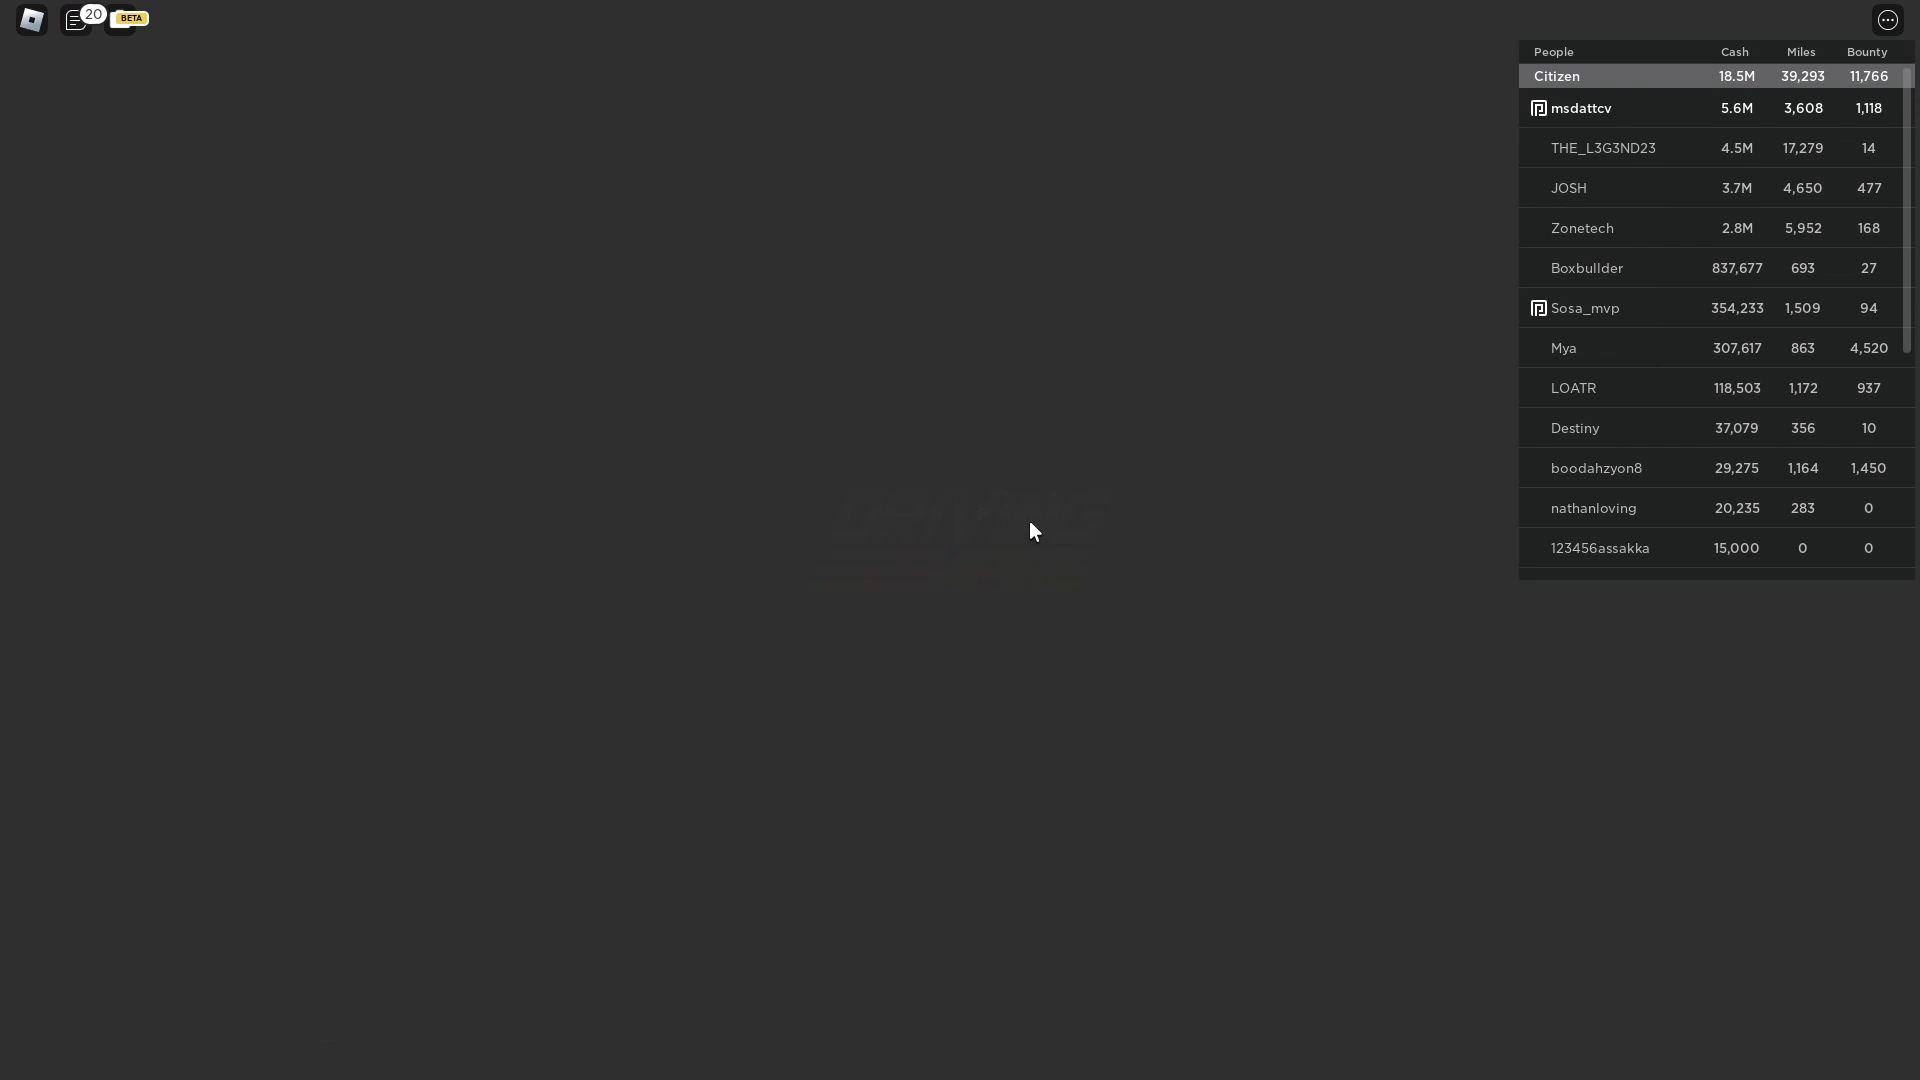 20
BETA
People Cash Miles Bounty
Citizen 18.5M 39,293 11,766
msdattcv 5.6M 3,608 1,118
THE_L3G3ND23 4.5M 17,279 14
JOSH 3.7M 4,650 477
Zonetech 2.8M 5,952 168
Boxbullder 837,677 693 27
Sosa_mvp 354,233 1,509 94
Mya 307,617 863 4,520
LOATR 118,503 1,172 937
Destiny 37,079 356 10
boodahzyon8 29,275 1,164 1,450
nathanloving 20,235 283 0
123456assakka 15,000 0 0